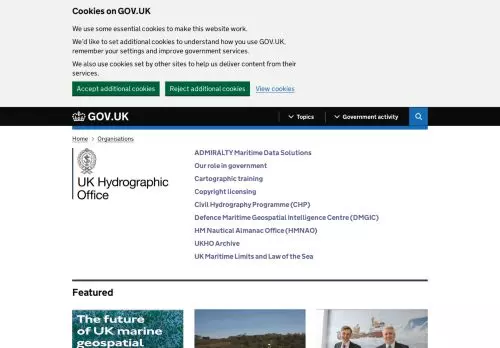 Cookies on GOV.UK
We use some essential cookies to make this website work.
We'd like to set additional cookies to understand how you use GOV.UK,
remember your settings and improve government services.
We also use cookies set by other sites to help us deliver content from their
services.
Accept additional cookies Reject additional cookies View cookies
GOV.UK Topics Government activity
Home > Organisations
UK Hydrographic
Office
ADMIRALTY Maritime Data Solutions
Our role in government
Cartographic training
Copyright licensing
Civil Hydrography Programme (CHP)
Defence Maritime Geospatial Intelligence Centre (DMGIC)
HM Nautical Almanac Office (HMNAO)
UKHO Archive
UK Maritime Limits and Law of the Sea
Featured
The future
of UK marine
geospatial